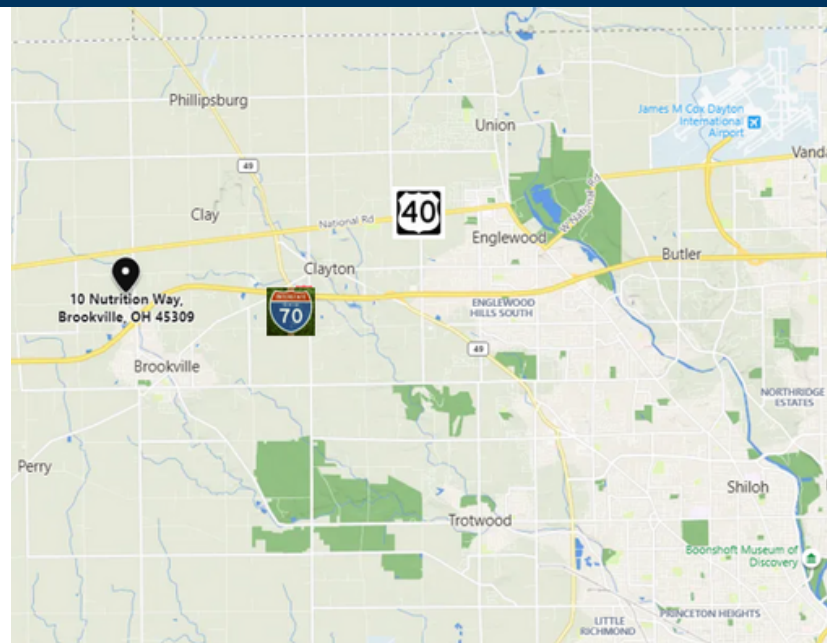 Phillipsburg
Union
James M Cox Dayton
International
Airport
49
Vanda
Clay
National Rd
40
W National Rd
Englewood
Butler
Clayton
10 Nutrition Way,
Brookville, OH 45309
INTERSTATE
70
ENGLEWOOD
HILLS SOUTH
49
Brookville
NORTHRIDGE
ESTATES
Perry
Shiloh
Trotwood
Boonshoft Museum of
Discovery
PRINCETON HEIGHTS
LITTLE
RICHMOND